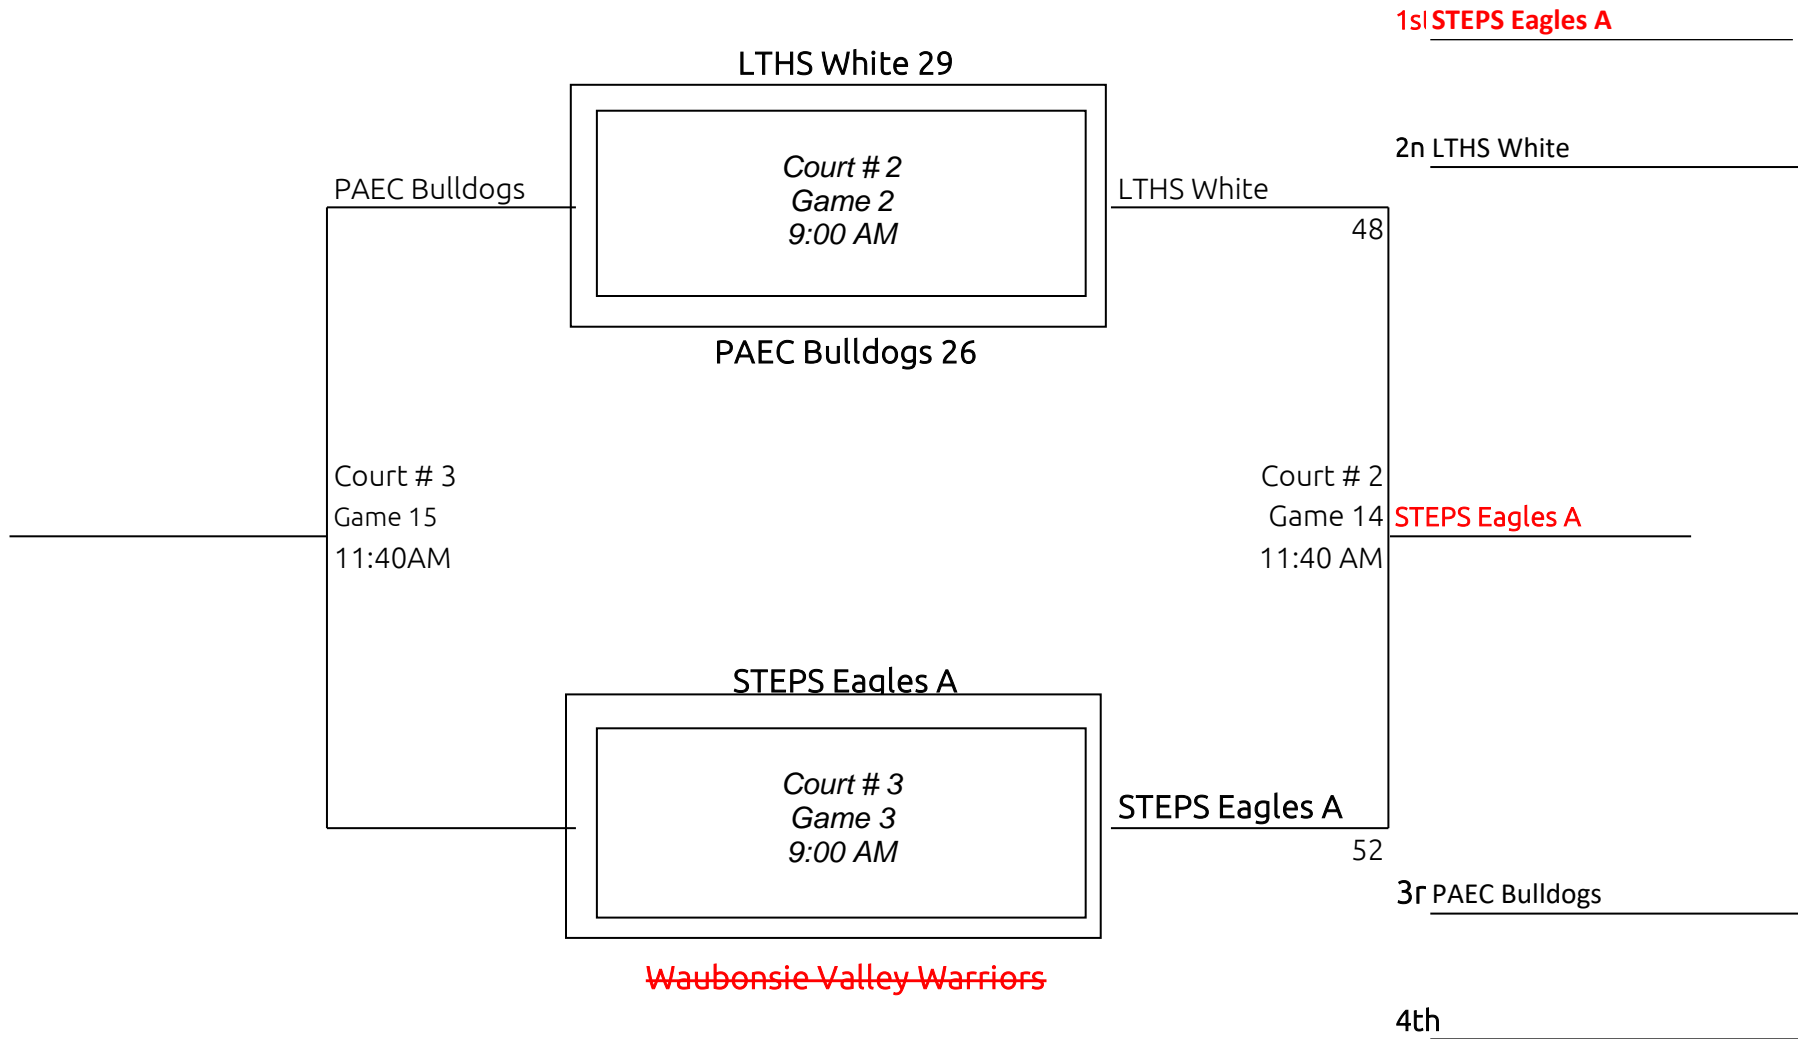 1st STEPS Eagles A
LTHS White 29
2n LTHS White
Court # 2
Game 2
9:00 AM
PAEC Bulldogs
LTHS White
48
PAEC Bulldogs 26
Court # 3
Game 15
11:40AM
Court # 2
Game 14
11:40 AM
STEPS Eagles A
STEPS Eagles A
Court # 3
Game 3
9:00 AM
STEPS Eagles A
52
3r PAEC Bulldogs
Waubonsie Valley Warriors
4th